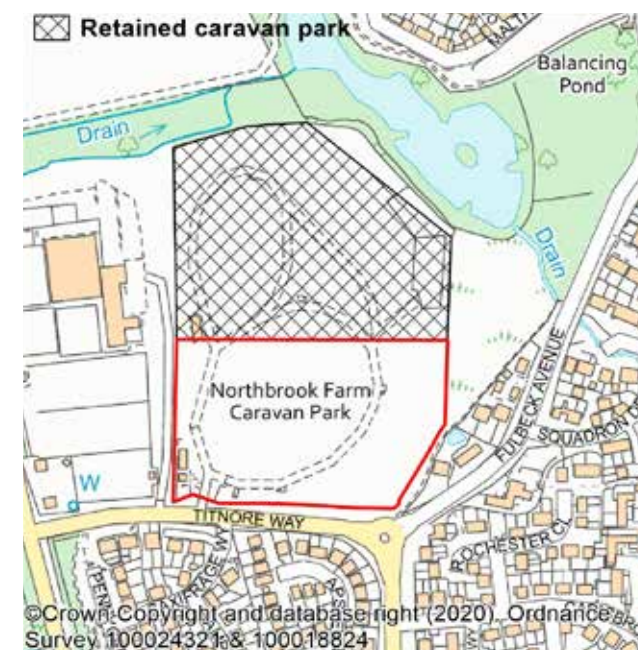 Retained caravan park
MALT
Balancing
Pond
Drain
Drain
Northbrook Farm
Caravan Park
FULBECK AVENUE
SQUADRON
W
TITNORE WAY
ROCHESTER CL
©Crown Copyright and database right (2020). Ordnance
Survey 100024321 & 100018824